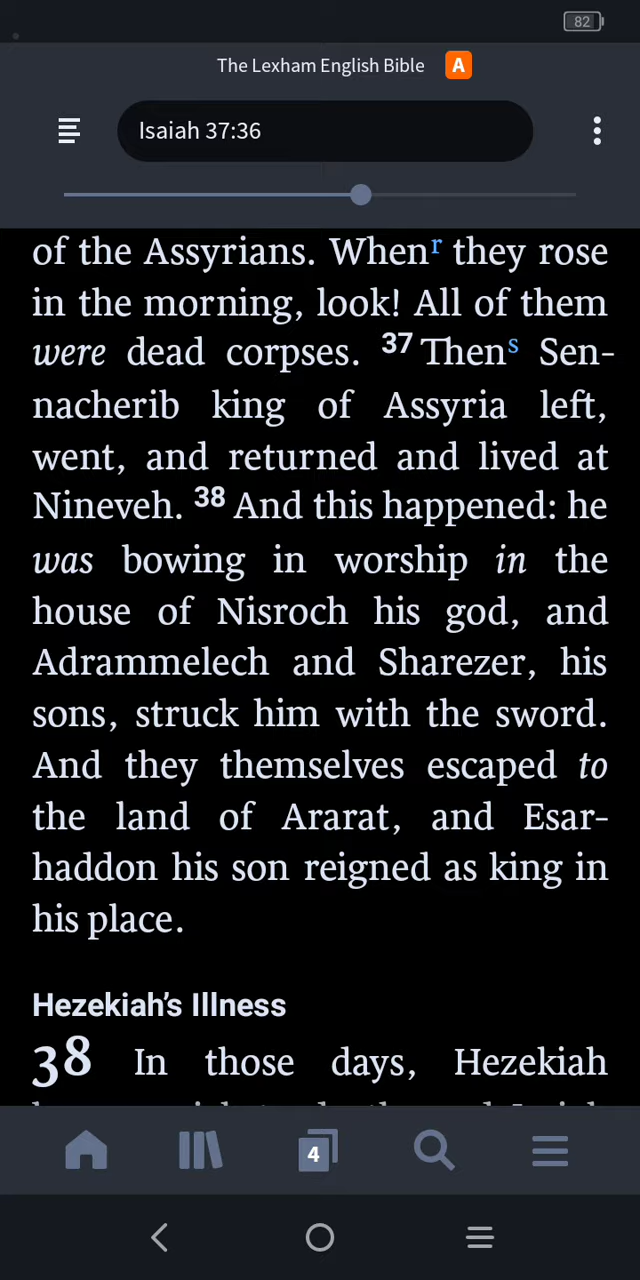 82
The Lexham English Bible A
Isaiah 37:36
of the Assyrians. Whenʳ they rose
in the morning, look! All of them
were dead corpses. 37 Thenˢ Sen-
nacherib king of Assyria left,
went, and returned and lived at
Nineveh. 38 And this happened: he
was bowing in worship in the
house of Nisroch his god, and
Adrammelech and Sharezer, his
sons, struck him with the sword.
And they themselves escaped to
the land of Ararat, and Esar-
haddon his son reigned as king in
his place.
Hezekiah's Illness
38 In those days, Hezekiah
4